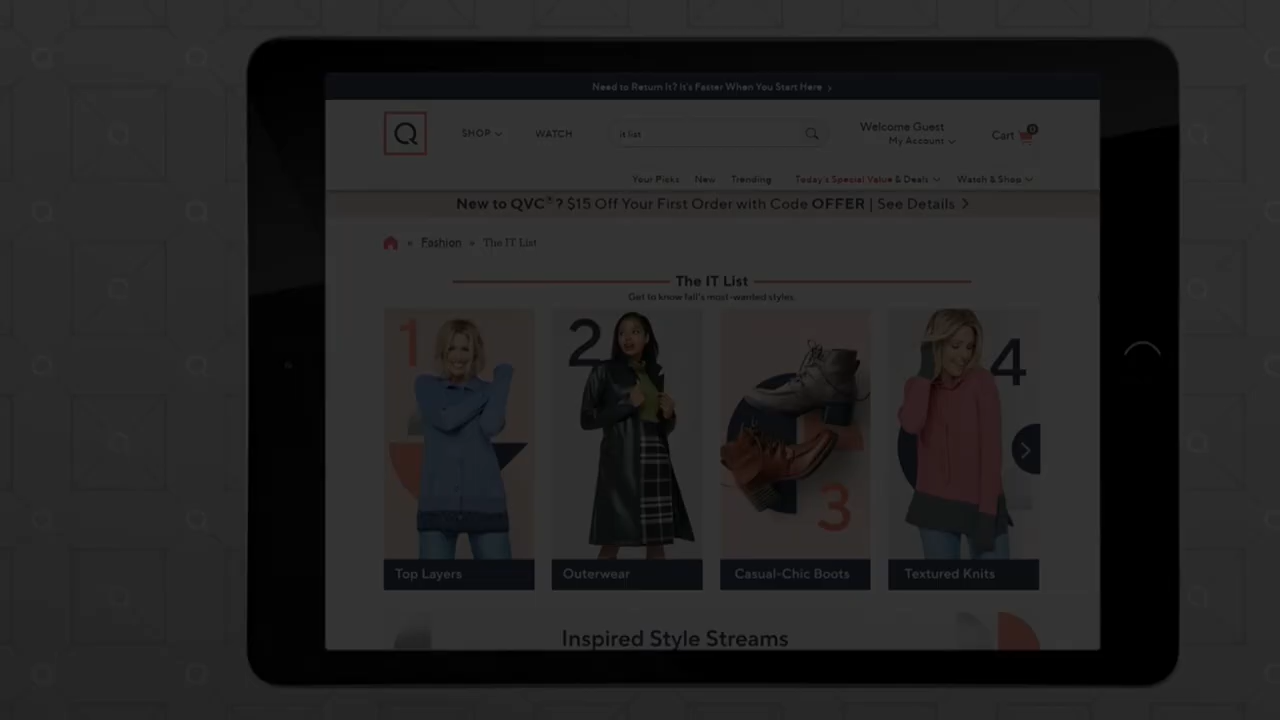 Need to Return It? It's Faster When You Start Here
Q
SHOP
WATCH
it list
Welcome Guest
My Account
Cart
0
Your Picks
New
Trending
Today's Special Value & Deals
Watch & Shop
New to QVC®? $15 Off Your First Order with Code OFFER | See Details
Fashion
The IT List
The IT List
Get to know fall's most-wanted styles.
1
2
3
4
Top Layers
Outerwear
Casual-Chic Boots
Textured Knits
Inspired Style Streams